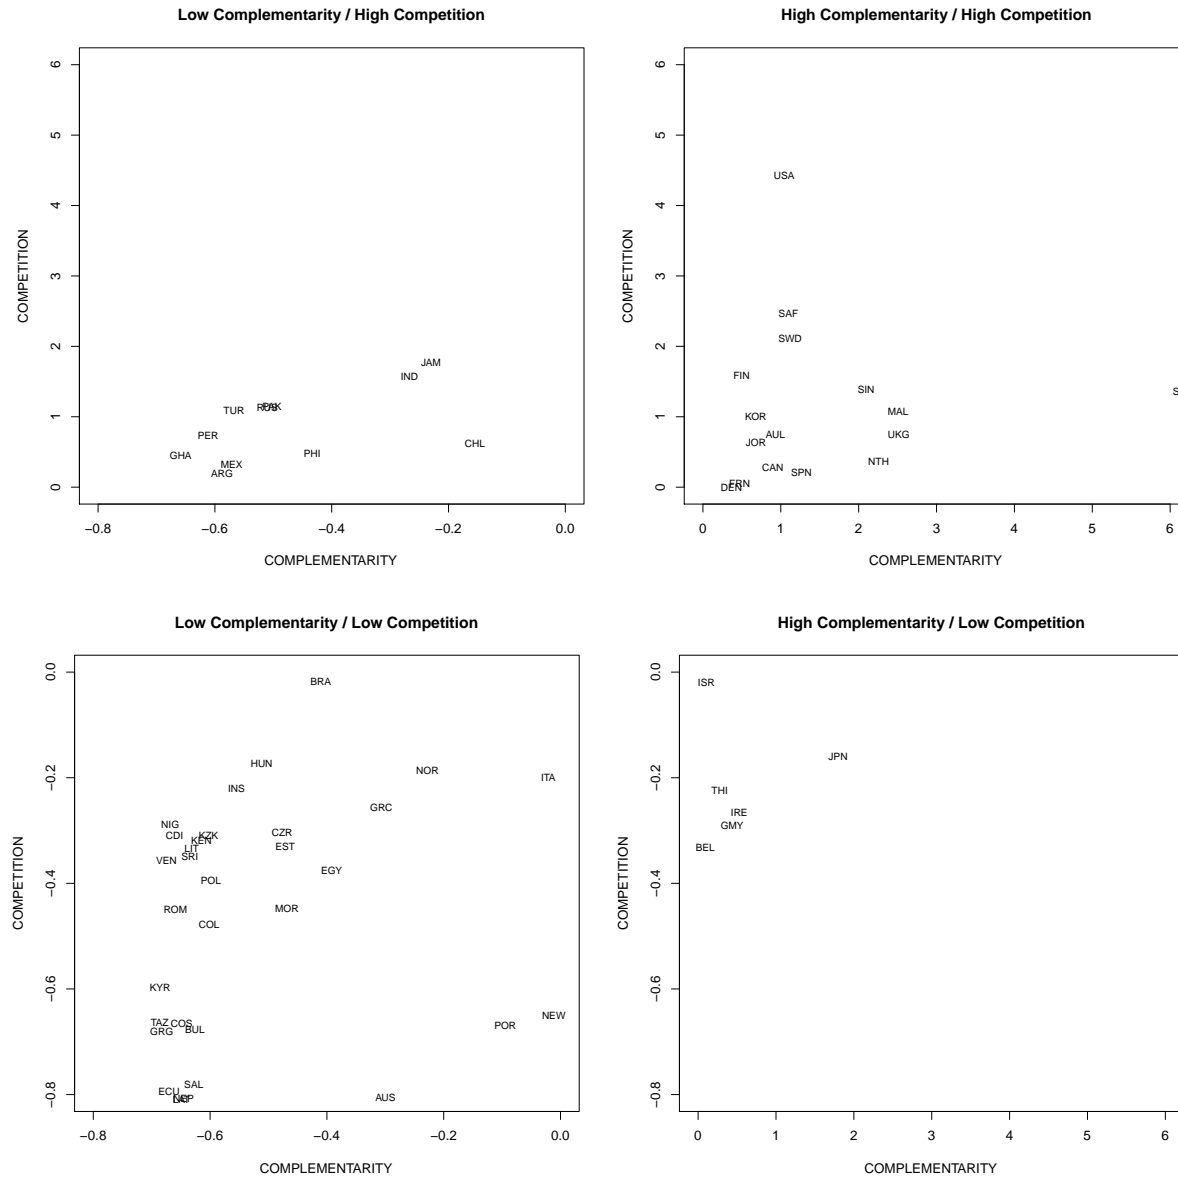 Low Complementarity / High Competition
6
5
4
3
2
1
0
COMPETITION
JAM
IND
TUR
PAK
PER
CHL
GHA
PHI
MEX
ARG
−0.8 −0.6 −0.4 −0.2 0.0
COMPLEMENTARITY
High Complementarity / High Competition
6
5
4
3
2
1
0
COMPETITION
USA
SAF
SWD
FIN
SIN
MAL
KOR
AUL
UKG
JOR
NTH
CAN
SPN
FRN
DEN
0 1 2 3 4 5 6
COMPLEMENTARITY
Low Complementarity / Low Competition
0.0
−0.2
−0.4
−0.6
−0.8
COMPETITION
BRA
HUN
NOR
ITA
INS
GRC
NIG
CDI
KZK
CZR
KEN
EST
LIT
SRI
VEN
EGY
POL
ROM
MOR
COL
KYR
NEW
TAZ
COS
POR
GRG
BUL
SAL
ECU
AUS
−0.8 −0.6 −0.4 −0.2 0.0
COMPLEMENTARITY
High Complementarity / Low Competition
0.0
−0.2
−0.4
−0.6
−0.8
COMPETITION
ISR
JPN
THI
IRE
GMY
BEL
0 1 2 3 4 5 6
COMPLEMENTARITY